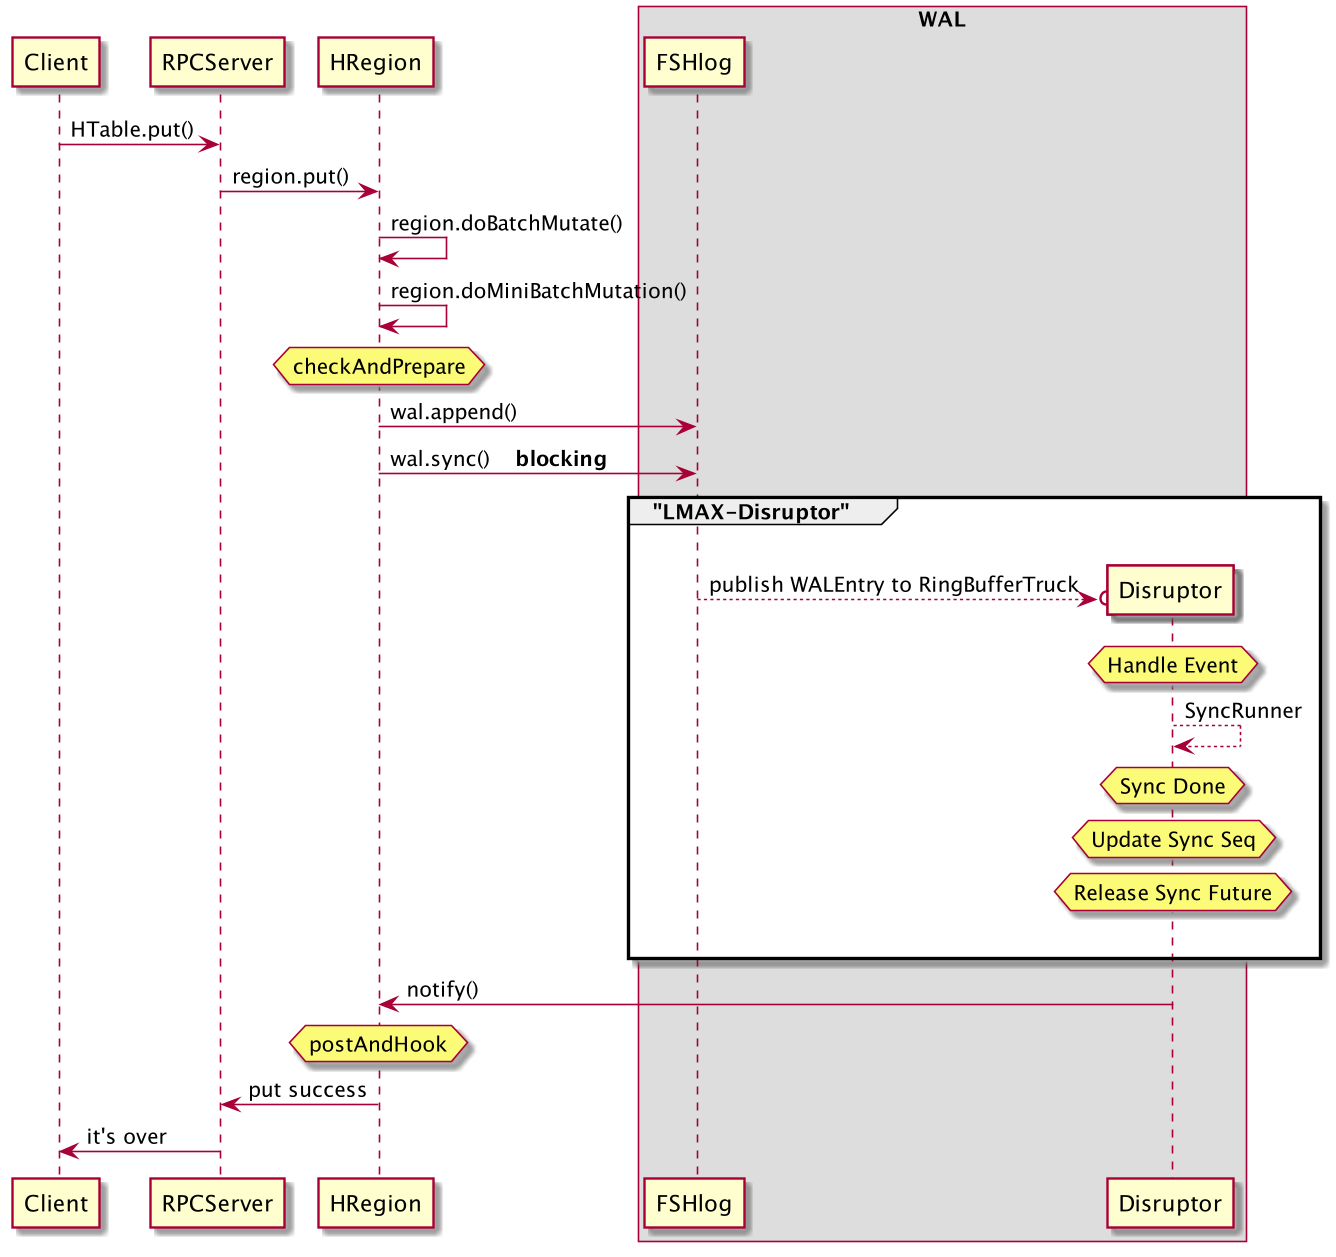 WAL
Client
RPCServer
HRegion
FSHlog
HTable.put()
region.put()
region.doBatchMutate()
region.doMiniBatchMutation()
checkAndPrepare
wal.append()
wal.sync() blocking
"LMAX-Disruptor"
publish WALEntry to RingBufferTruck
Disruptor
Handle Event
SyncRunner
Sync Done
Update Sync Seq
Release Sync Future
notify()
postAndHook
put success
it's over
Client
RPCServer
HRegion
FSHlog
Disruptor